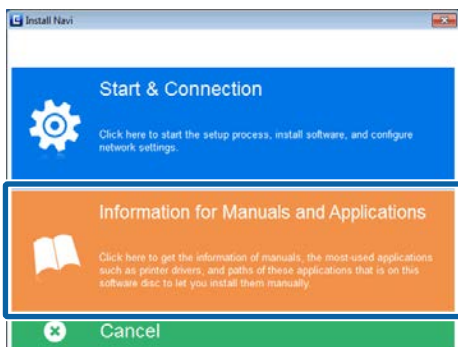 Install Navi
Start & Connection
Click here to start the setup process, install software, and configure
network settings.
Information for Manuals and Applications
Click here to get the information of manuals, the most-used applications
such as printer drivers, and paths of these applications that is on this
software disc to let you install them manually.
Cancel